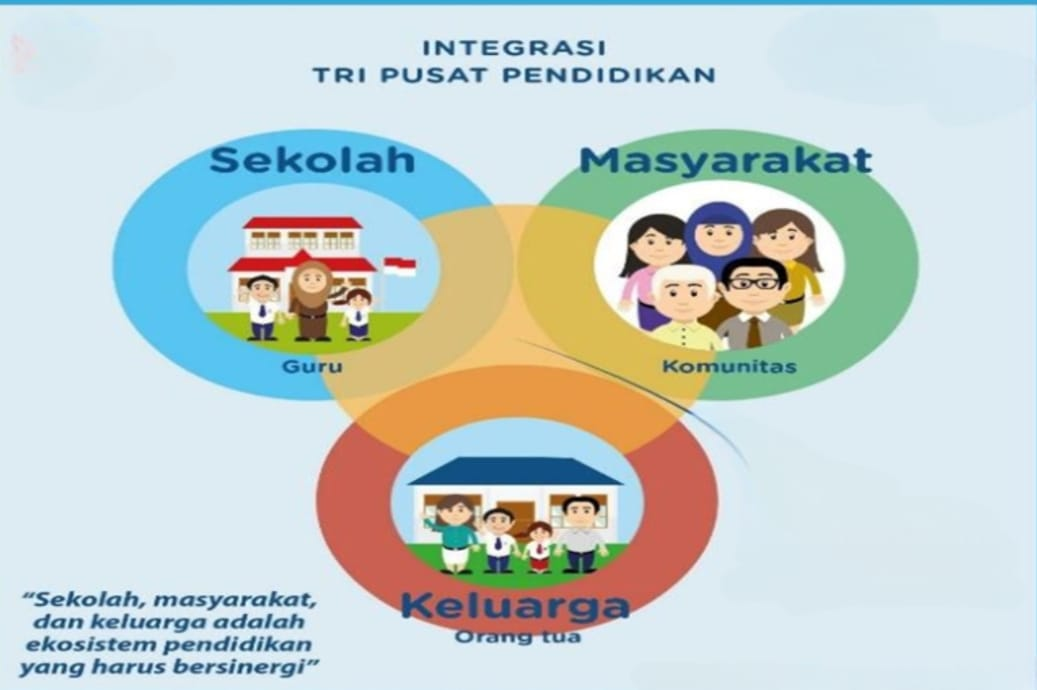 INTEGRASI
TRI PUSAT PENDIDIKAN
Sekolah
Guru
Masyarakat
Komunitas
Keluarga
Orang tua
“Sekolah, masyarakat,
dan keluarga adalah
ekosistem pendidikan
yang harus bersinergi”